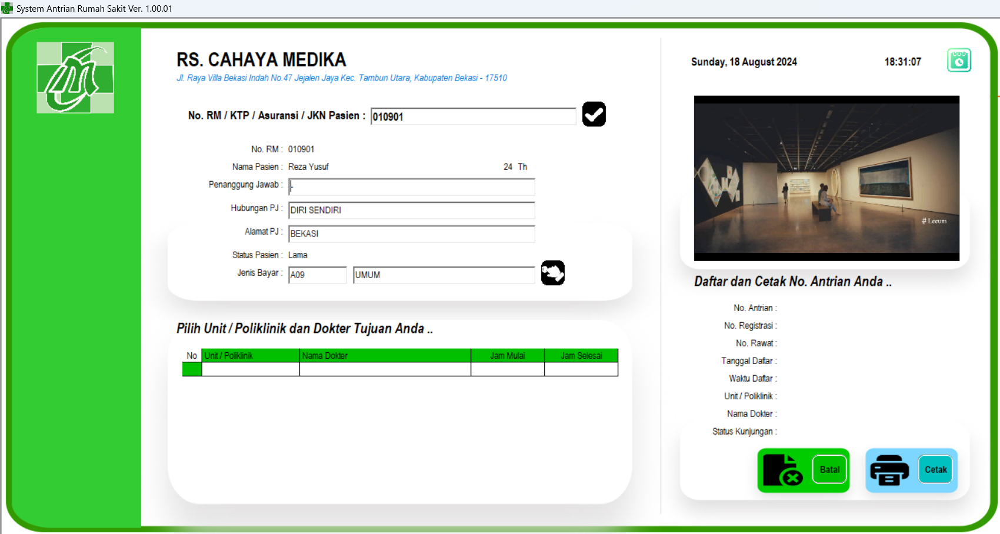 System Antrian Rumah Sakit Ver. 1.00.01
RS. CAHAYA MEDIKA
Jl. Raya Villa Bekasi Indah No.47 Jejalen Jaya Kec. Tambun Utara, Kabupaten Bekasi - 17510
No. RM / KTP / Asuransi / JKN Pasien : 010901
No. RM : 010901
Nama Pasien : Reza Yusuf 24 Th
Penanggung Jawab : -
Hubungan PJ : DIRI SENDIRI
Alamat PJ : BEKASI
Status Pasien : Lama
Jenis Bayar : A09 UMUM
Pilih Unit / Poliklinik dan Dokter Tujuan Anda ..
No Unit / Poliklinik Nama Dokter Jam Mulai Jam Selesai
Sunday, 18 August 2024 18:31:07
# Leeum
Daftar dan Cetak No. Antrian Anda ..
No. Antrian :
No. Registrasi :
No. Rawat :
Tanggal Daftar :
Waktu Daftar :
Unit / Poliklinik :
Nama Dokter :
Status Kunjungan :
Batal Cetak